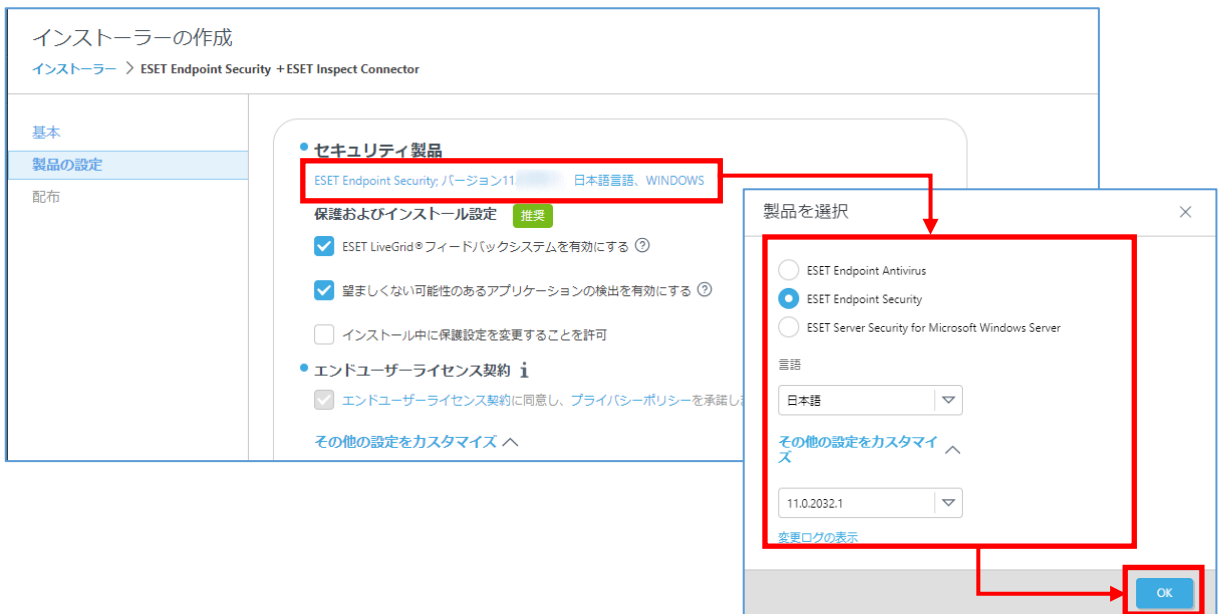 インストーラーの作成
インストーラー > ESET Endpoint Security +ESET Inspect Connector
基本
製品の設定
配布
セキュリティ製品
ESET Endpoint Security; バージョン11 日本語言語、WINDOWS
保護およびインストール設定 推奨
ESET LiveGrid®フィードバックシステムを有効にする ?
望ましくない可能性のあるアプリケーションの検出を有効にする ?
インストール中に保護設定を変更することを許可
エンドユーザーライセンス契約 i
エンドユーザーライセンス契約に同意し、プライバシーポリシーを承諾し
その他の設定をカスタマイズ
製品を選択
ESET Endpoint Antivirus
ESET Endpoint Security
ESET Server Security for Microsoft Windows Server
言語
日本語
その他の設定をカスタマイ
ズ
11.0.2032.1
変更ログの表示
OK